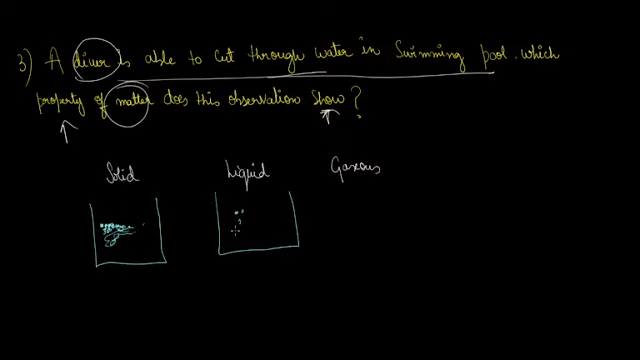 3) A diver is able to cut through water in Swimming pool. which
property of matter does this observation show ?
Solid Liquid Gaseous